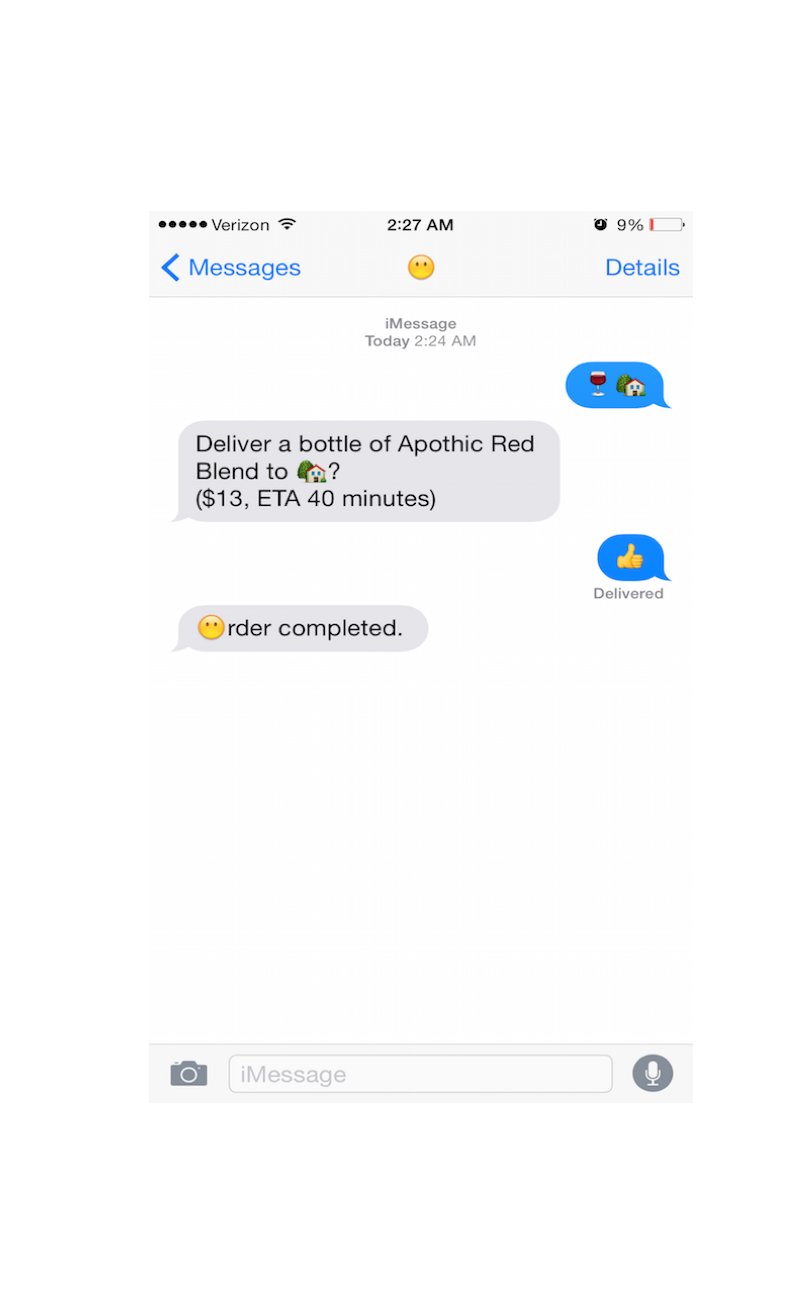 ●●●●● Verizon 2:27 AM 9%
Messages 😶 Details
iMessage
Today 2:24 AM
🍷 🏡
Deliver a bottle of Apothic Red
Blend to 🏡?
($13, ETA 40 minutes)
👍
Delivered
😶rder completed.
iMessage